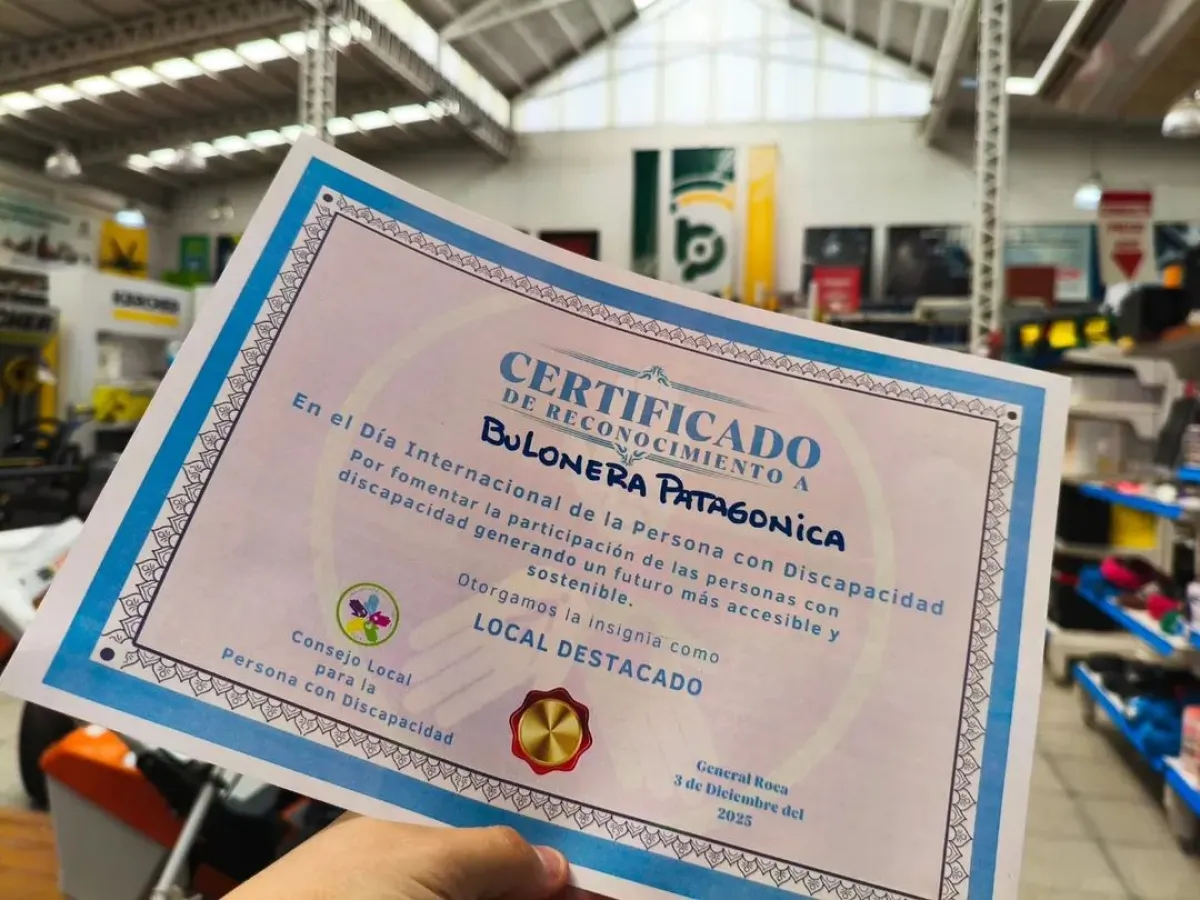 KARCHER
CERTIFICADO
DE RECONOCIMIENTO A
BULONERA PATAGONICA
En el Día Internacional de la Persona con Discapacidad
Por fomentar la participación de las personas con
discapacidad generando un futuro más accesible y
sostenible.
Otorgamos la insignia como
LOCAL DESTACADO
Consejo Local
para la
Persona con Discapacidad
General Roca
3 de Diciembre del
2025